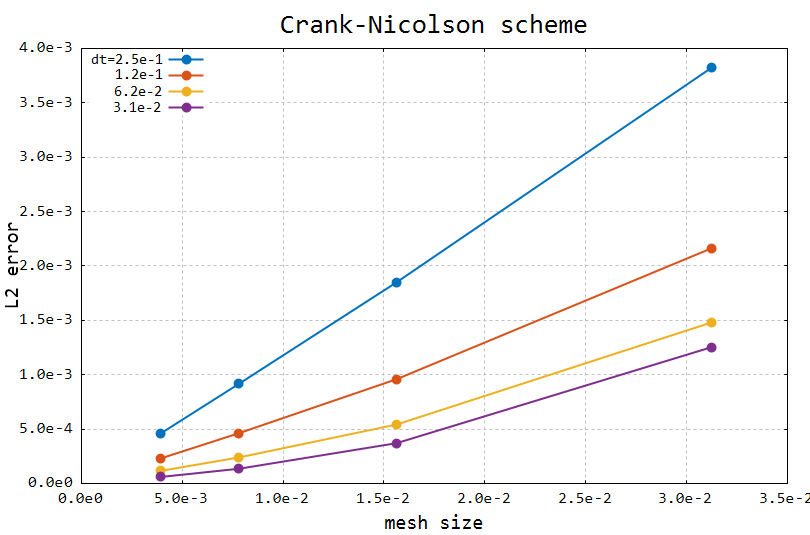 Crank-Nicolson scheme
4.0e-3
3.5e-3
3.0e-3
2.5e-3
2.0e-3
1.5e-3
1.0e-3
5.0e-4
0.0e0
L2 error
dt=2.5e-1
1.2e-1
6.2e-2
3.1e-2
0.0e0 5.0e-3 1.0e-2 1.5e-2 2.0e-2 2.5e-2 3.0e-2 3.5e-2
mesh size